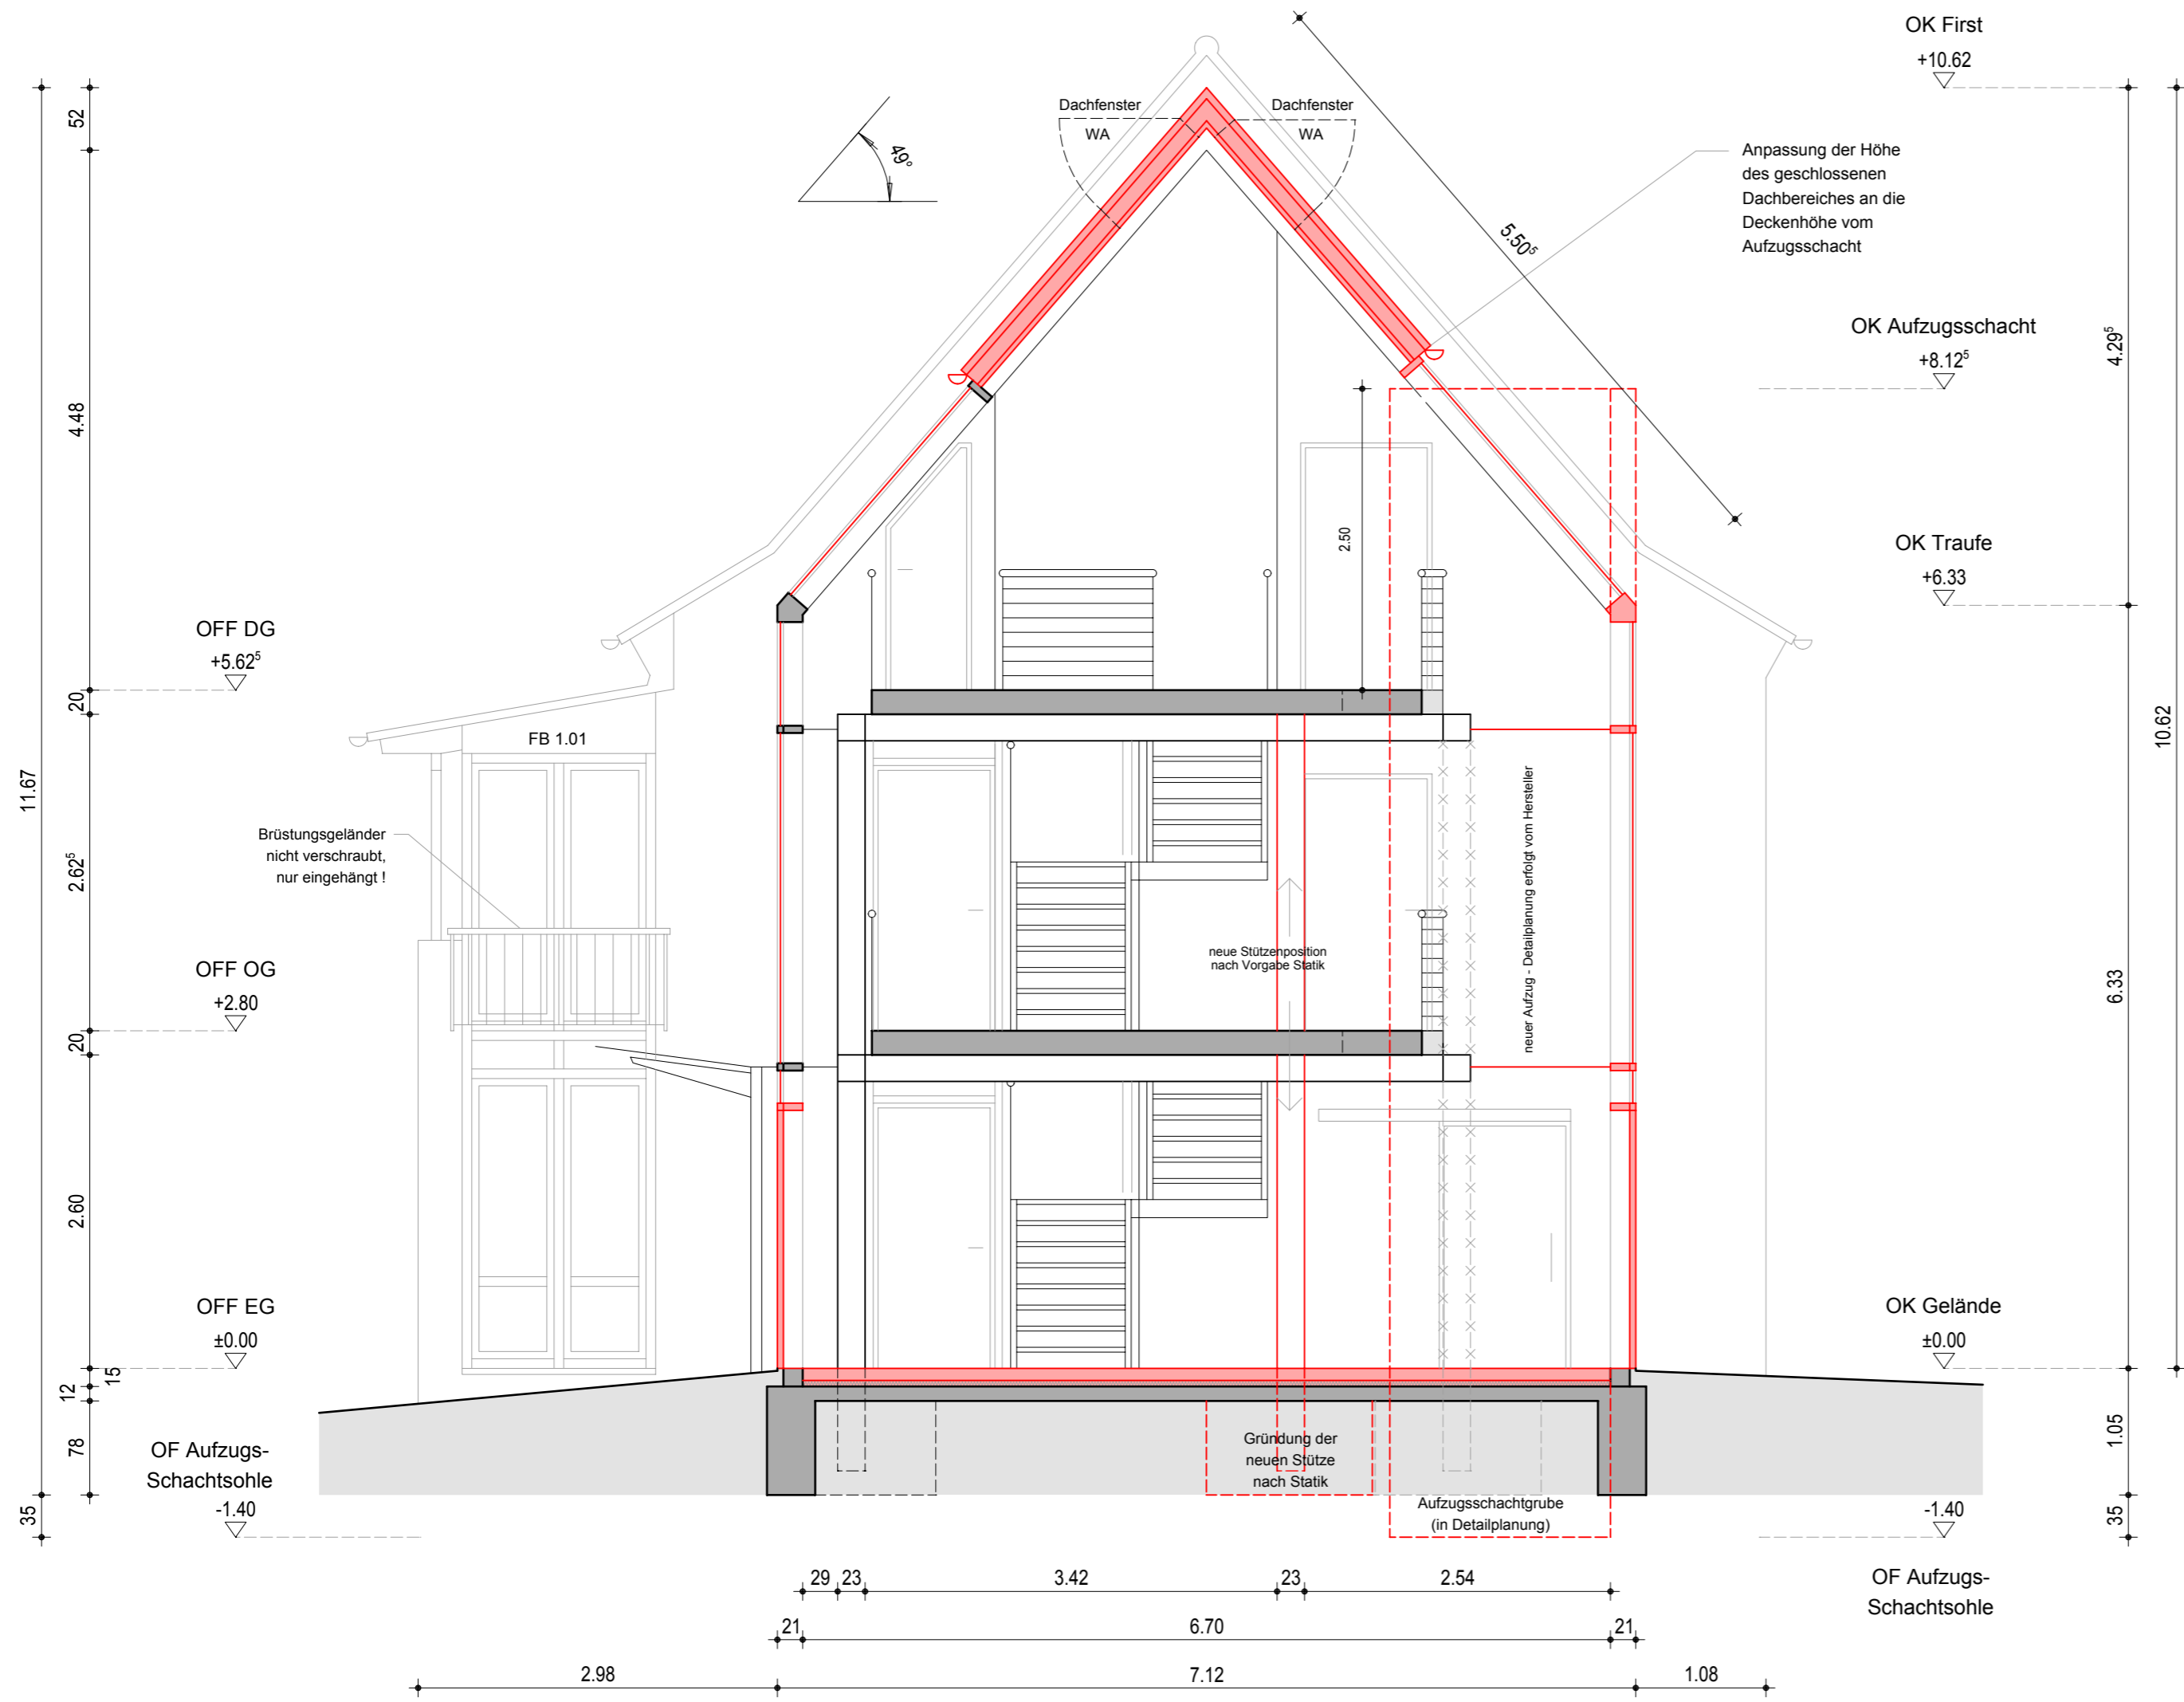 OK First
+10.62
Dachfenster
WA
Dachfenster
WA
49°
5.50⁵
Anpassung der Höhe
des geschlossenen
Dachbereiches an die
Deckenhöhe vom
Aufzugsschacht
OK Aufzugsschacht
+8.12⁵
OK Traufe
+6.33
OFF DG
+5.62⁵
FB 1.01
Brüstungsgeländer
nicht verschraubt,
nur eingehängt !
OFF OG
+2.80
neue Stützenposition
nach Vorgabe Statik
neuer Aufzug - Detailplanung erfolgt vom Hersteller
2.50
OFF EG
±0.00
OK Gelände
±0.00
OF Aufzugs-
Schachtsohle
-1.40
Gründung der
neuen Stütze
nach Statik
Aufzugsschachtgrube
(in Detailplanung)
-1.40
OF Aufzugs-
Schachtsohle
52
4.48
20
2.62⁵
20
2.60
15
12
78
11.67
35
4.29⁵
6.33
1.05
35
10.62
29
23
3.42
23
2.54
21
6.70
21
2.98
7.12
1.08